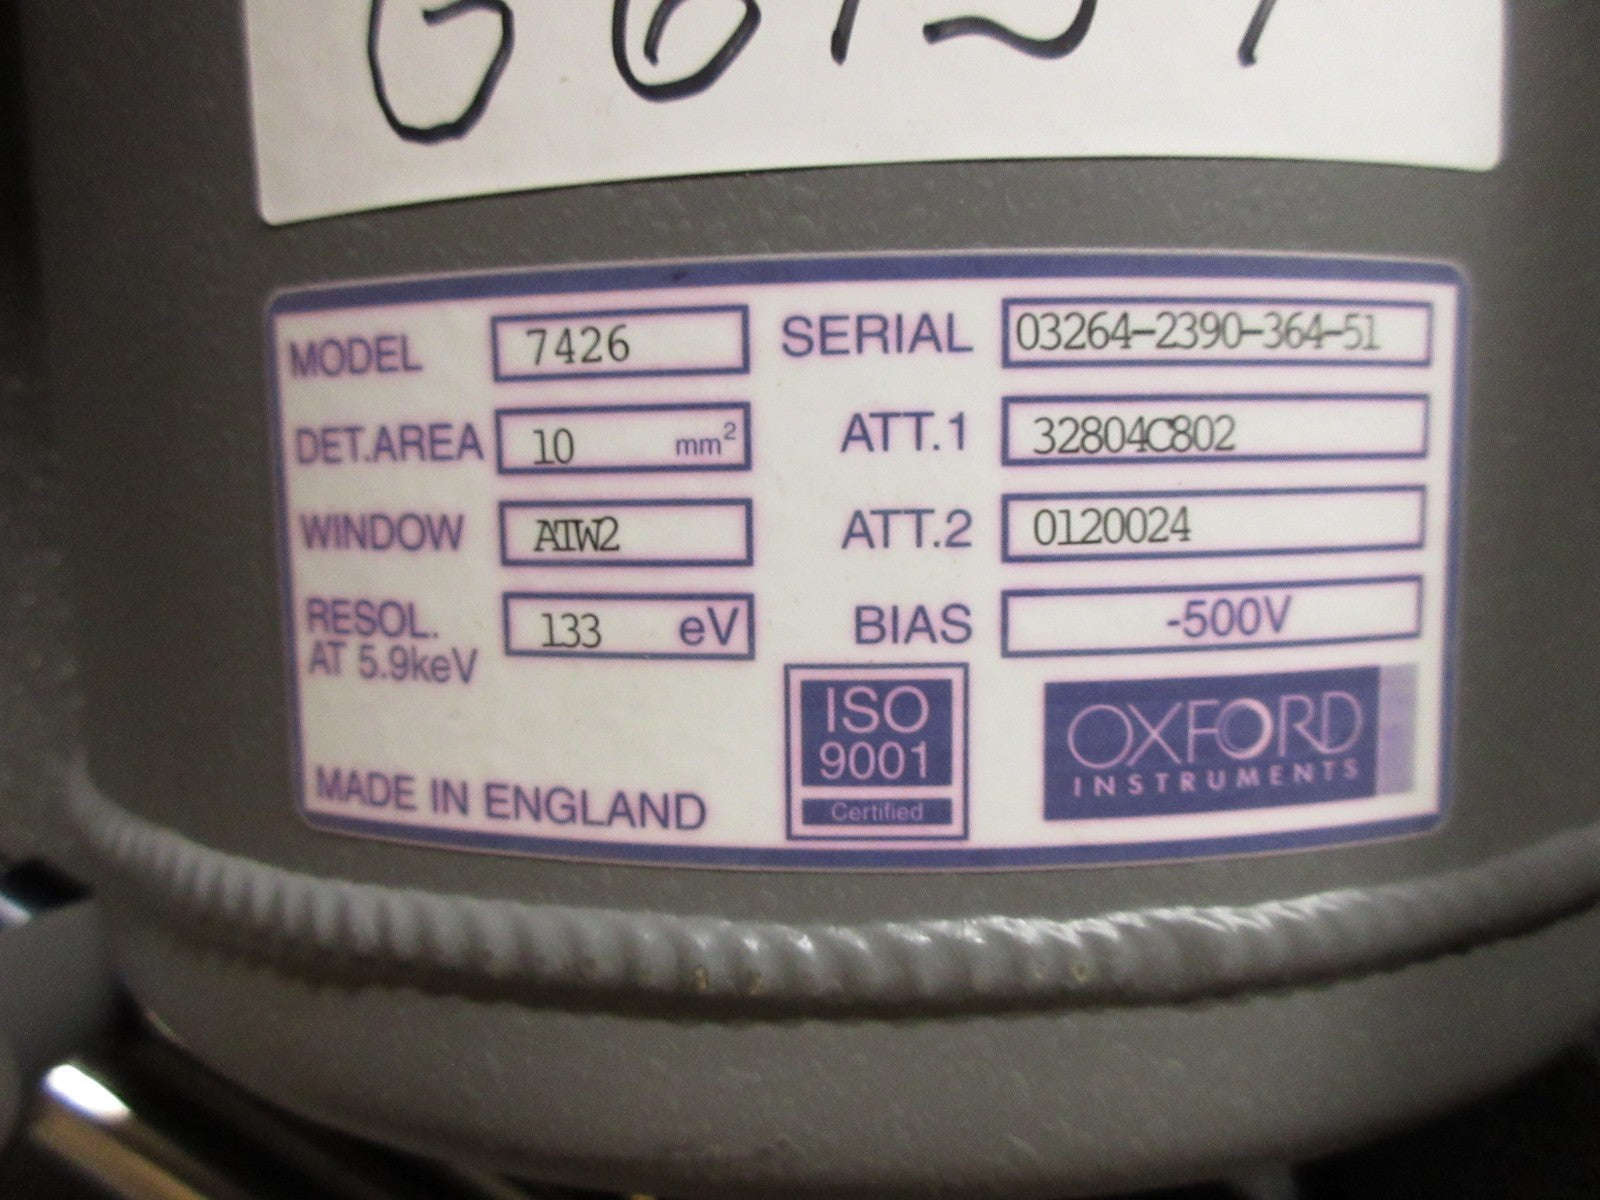 MODEL 7426 SERIAL 03264-2390-364-51
DET.AREA 10 mm² ATT.1 32804C802
WINDOW ATW2 ATT.2 0120024
RESOL. 133 eV BIAS -500V
AT 5.9keV
ISO
9001
Certified
OXFORD
INSTRUMENTS
MADE IN ENGLAND